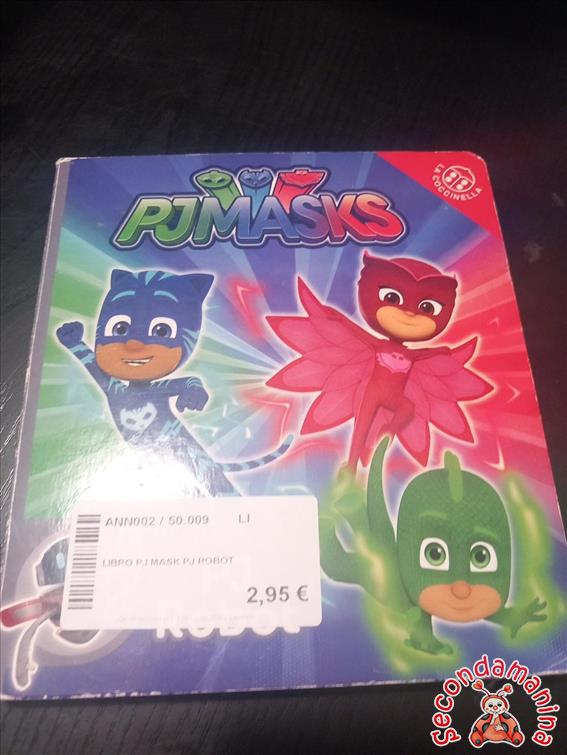 LA COCCINELLA
PJMASKS
ANN002 / 50.009 LI
LIBRO PJ MASK PJ ROBOT
2,95 €
ROBOT
Secondamanina